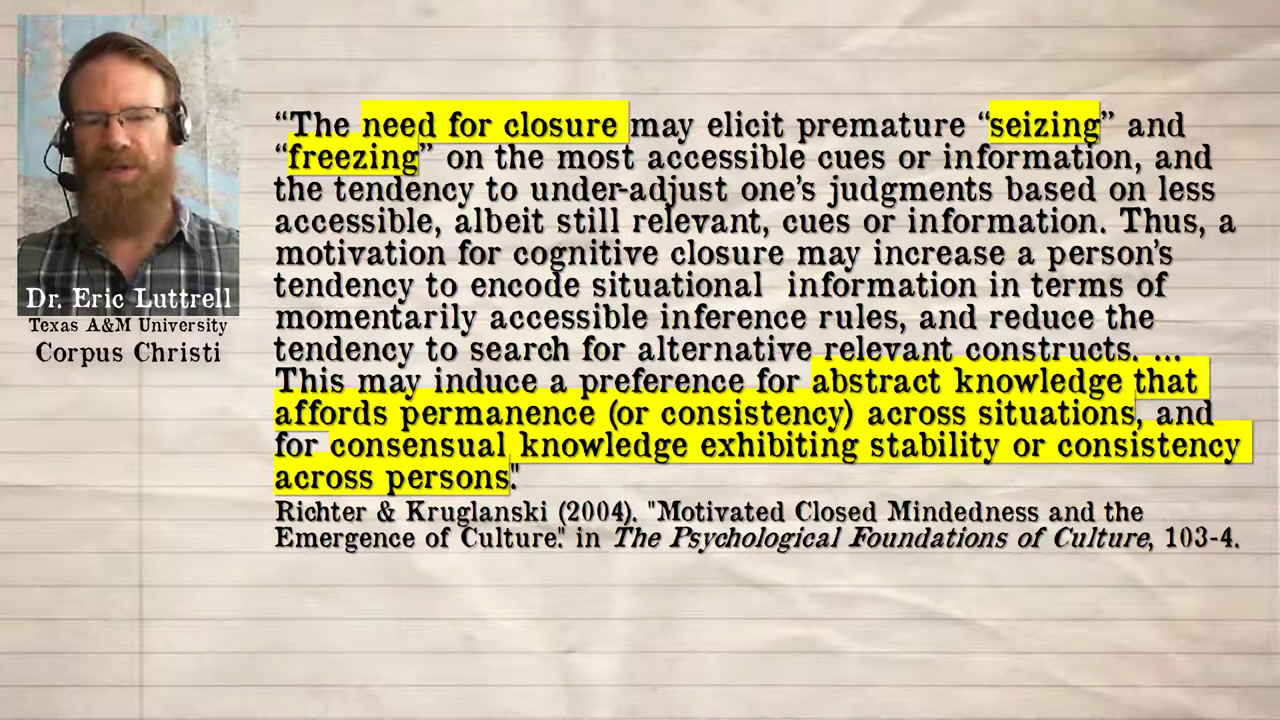 Dr. Eric Luttrell
Texas A&M University
Corpus Christi
“The need for closure may elicit premature “seizing” and
“freezing” on the most accessible cues or information, and
the tendency to under-adjust one’s judgments based on less
accessible, albeit still relevant, cues or information. Thus, a
motivation for cognitive closure may increase a person’s
tendency to encode situational  information in terms of
momentarily accessible inference rules, and reduce the
tendency to search for alternative relevant constructs. ...
This may induce a preference for abstract knowledge that
affords permanence (or consistency) across situations, and
for consensual knowledge exhibiting stability or consistency
across persons."
Richter & Kruglanski (2004). "Motivated Closed Mindedness and the
Emergence of Culture." in The Psychological Foundations of Culture, 103-4.